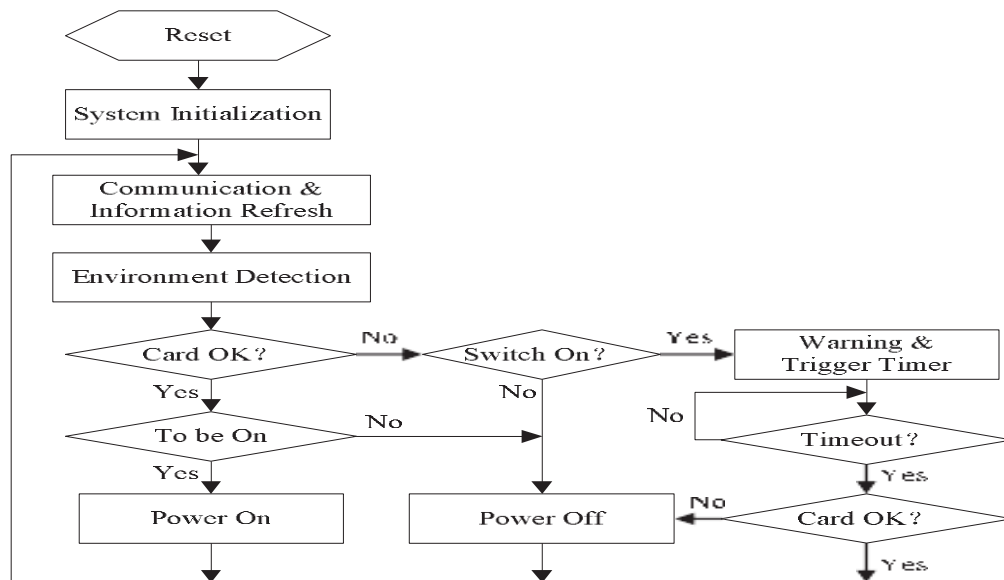 Reset
System Initialization
Communication &
Information Refresh
Environment Detection
Card OK?
No
Switch On?
Yes
Warning &
Trigger Timer
Yes
No
No
To be On
No
Timeout?
Yes
Yes
Power On
Power Off
No
Card OK?
Yes